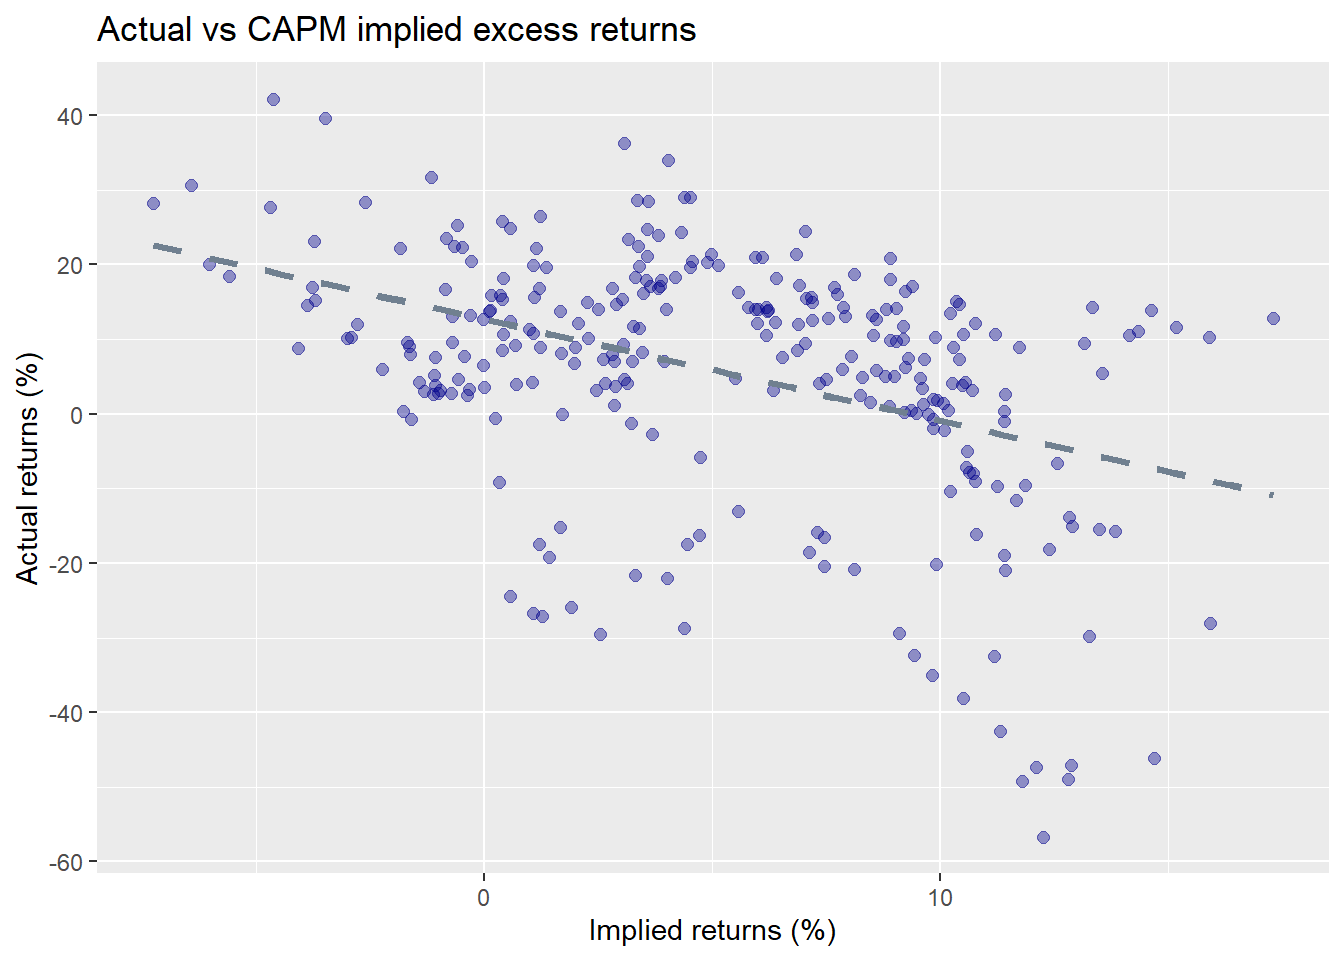 Actual vs CAPM implied excess returns
Actual returns (%)
40
20
0
-20
-40
-60
0
10
Implied returns (%)